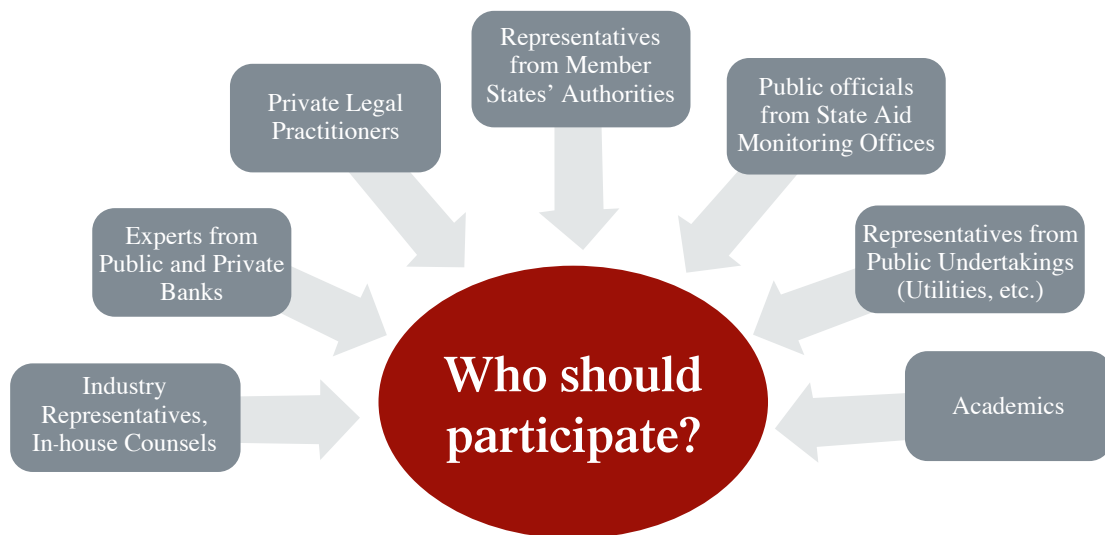 Representatives
from Member
States’ Authorities
Private Legal
Practitioners
Public officials
from State Aid
Monitoring Offices
Experts from
Public and Private
Banks
Representatives from
Public Undertakings
(Utilities, etc.)
Industry
Representatives,
In-house Counsels
Who should
participate?
Academics